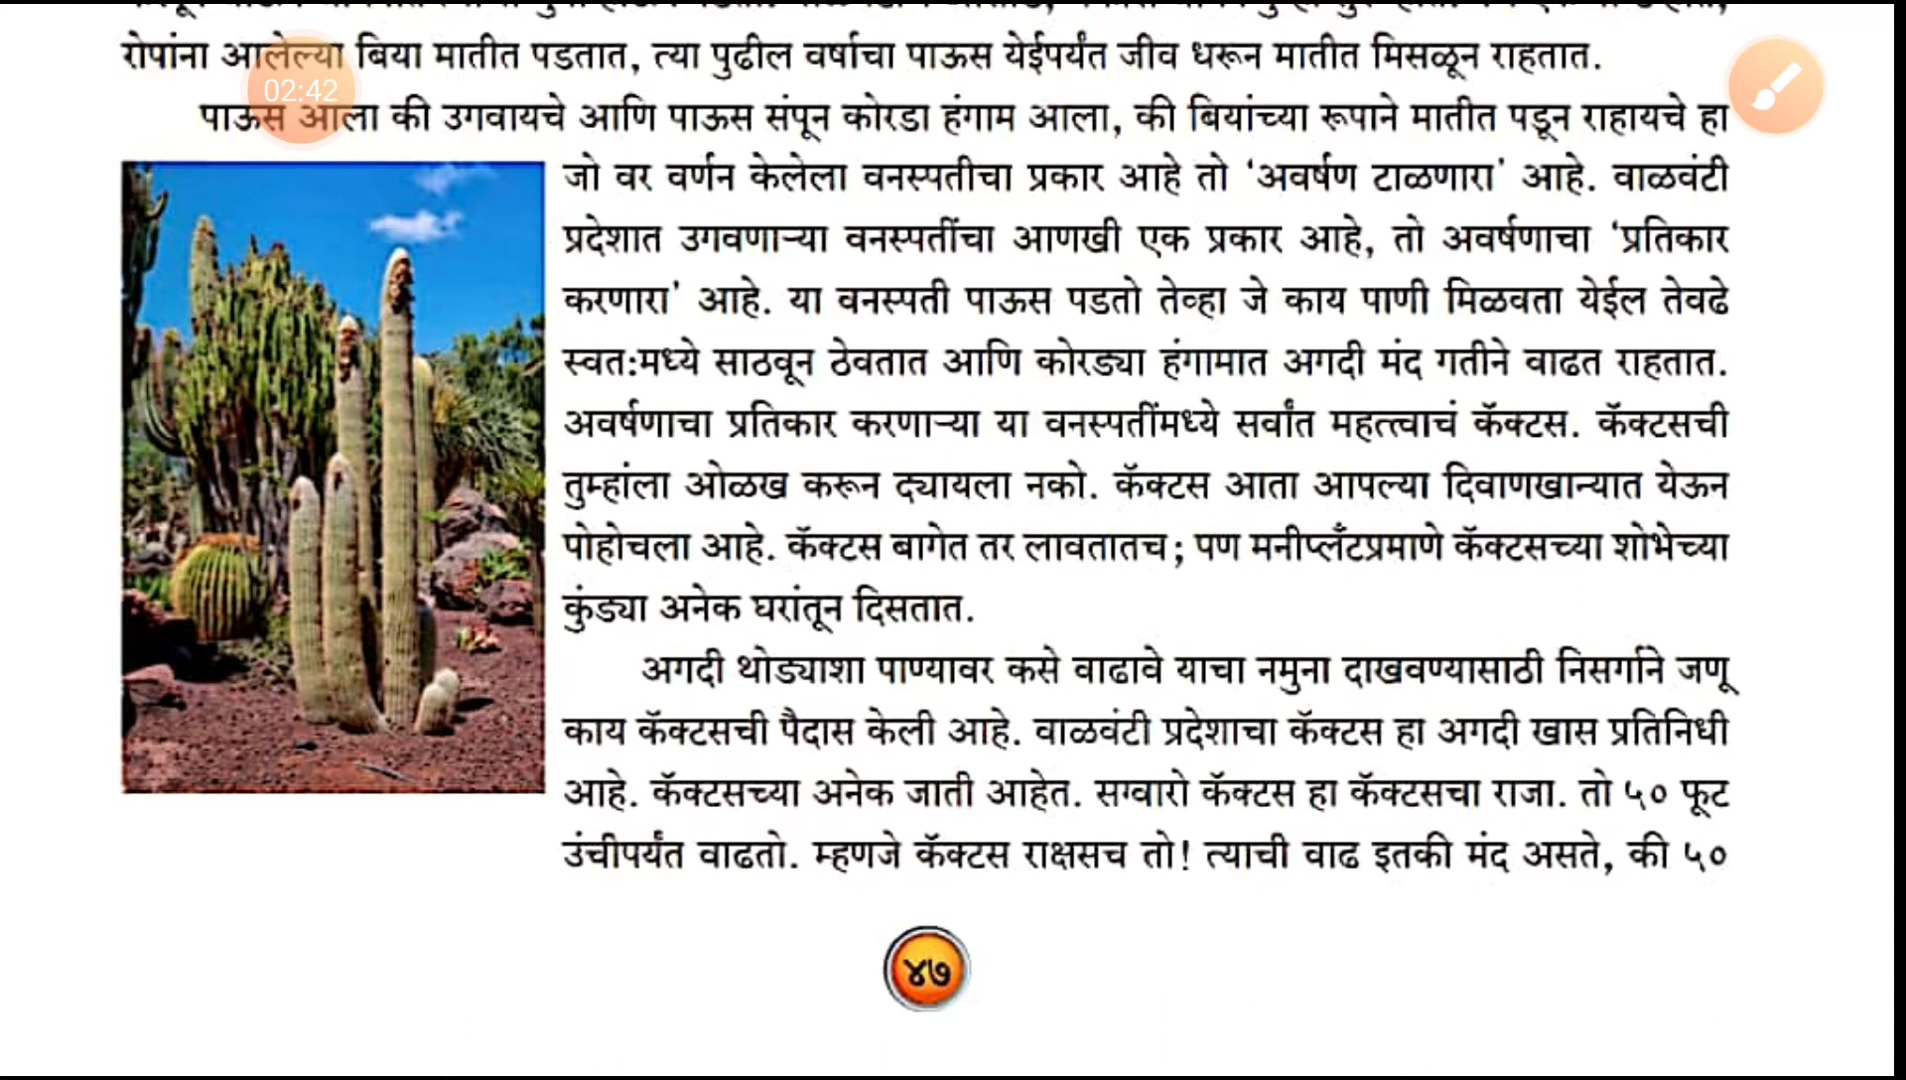 रोपांना आलेल्या बिया मातीत पडतात, त्या पुढील वर्षाचा पाऊस येईपर्यंत जीव धरून मातीत मिसळून राहतात.
02:42
पाऊस आला की उगवायचे आणि पाऊस संपून कोरडा हंगाम आला, की बियांच्या रूपाने मातीत पडून राहायचे हा
जो वर वर्णन केलेला वनस्पतीचा प्रकार आहे तो ‘अवर्षण टाळणारा’ आहे. वाळवंटी
प्रदेशात उगवणाऱ्या वनस्पतींचा आणखी एक प्रकार आहे, तो अवर्षणाचा ‘प्रतिकार
करणारा’ आहे. या वनस्पती पाऊस पडतो तेव्हा जे काय पाणी मिळवता येईल तेवढे
स्वत:मध्ये साठवून ठेवतात आणि कोरड्या हंगामात अगदी मंद गतीने वाढत राहतात.
अवर्षणाचा प्रतिकार करणाऱ्या या वनस्पतींमध्ये सर्वांत महत्त्वाचं कॅक्टस. कॅक्टसची
तुम्हांला ओळख करून द्यायला नको. कॅक्टस आता आपल्या दिवाणखान्यात येऊन
पोहोचला आहे. कॅक्टस बागेत तर लावतातच; पण मनीप्लँटप्रमाणे कॅक्टसच्या शोभेच्या
कुंड्या अनेक घरांतून दिसतात.
अगदी थोड्याशा पाण्यावर कसे वाढावे याचा नमुना दाखवण्यासाठी निसर्गाने जणू
काय कॅक्टसची पैदास केली आहे. वाळवंटी प्रदेशाचा कॅक्टस हा अगदी खास प्रतिनिधी
आहे. कॅक्टसच्या अनेक जाती आहेत. सग्वारो कॅक्टस हा कॅक्टसचा राजा. तो ५० फूट
उंचीपर्यंत वाढतो. म्हणजे कॅक्टस राक्षसच तो! त्याची वाढ इतकी मंद असते, की ५०
४७